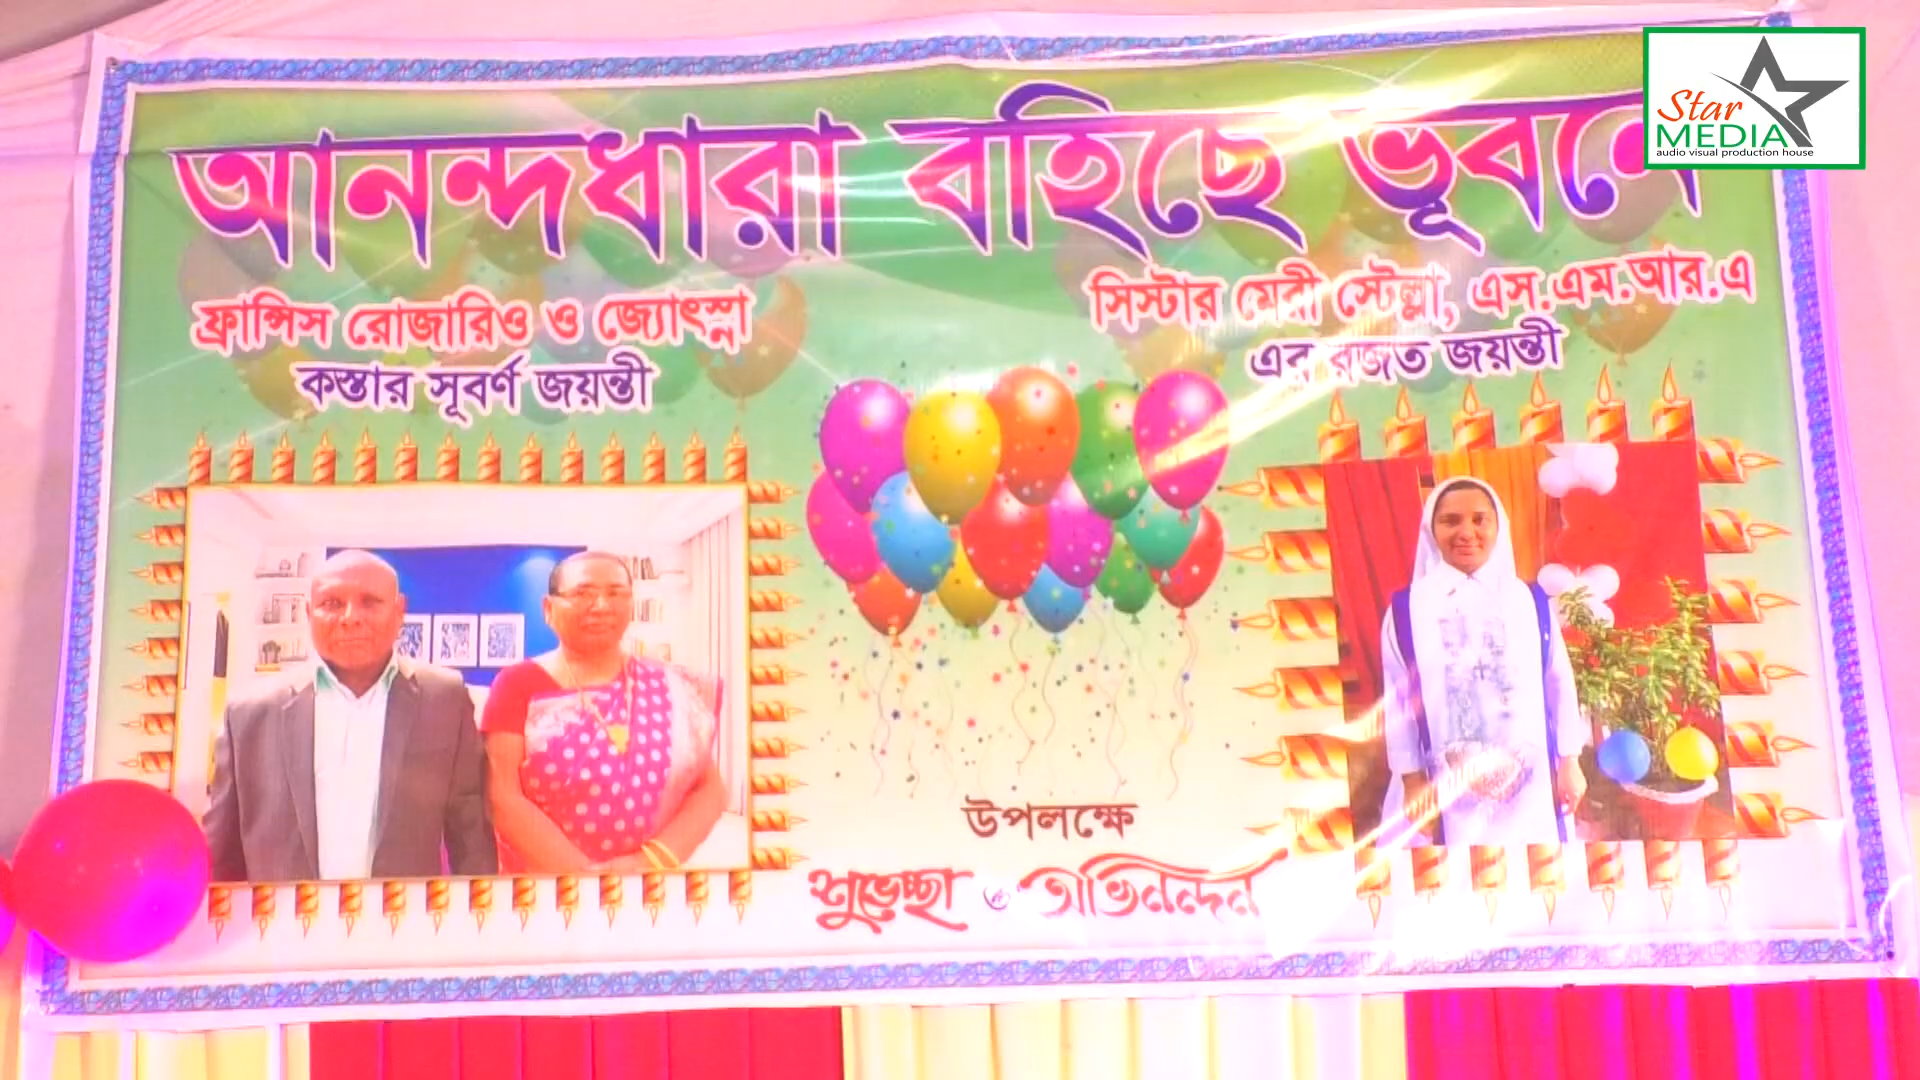 আনন্দধারা বহিছে ভূবনে
ফ্রান্সিস রোজারিও ও জ্যোৎস্না
কস্তার সূবর্ণ জয়ন্তী
সিস্টার মেরী স্টেল্লা, এস.এম.আর.এ
এর রজত জয়ন্তী
উপলক্ষে
শুভেচ্ছা ও অভিনন্দন
Star
MEDIA
audio visual production house